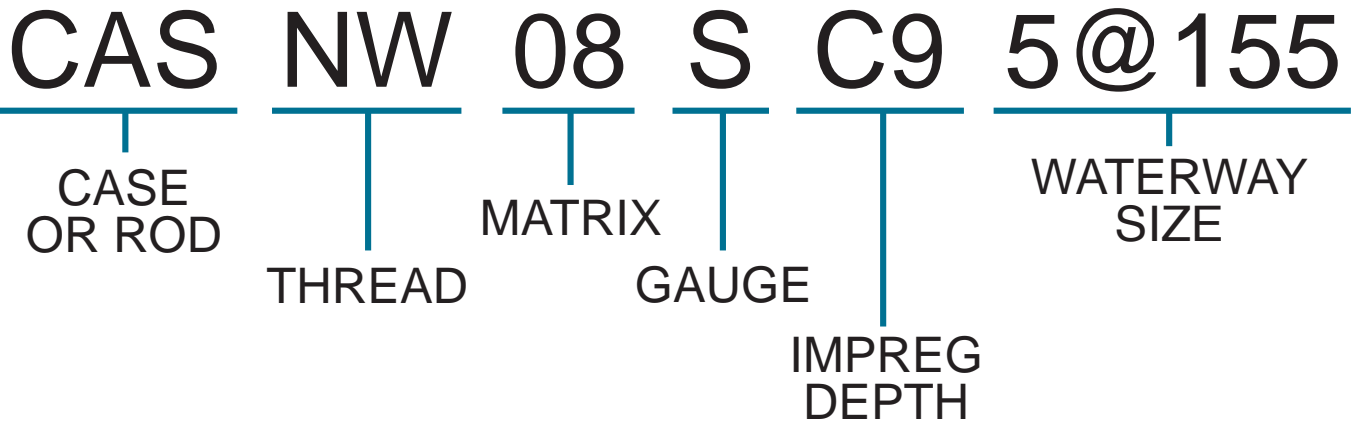 CAS NW 08 S C9 5@155
CASE
OR ROD
THREAD
MATRIX
GAUGE
IMPREG
DEPTH
WATERWAY
SIZE